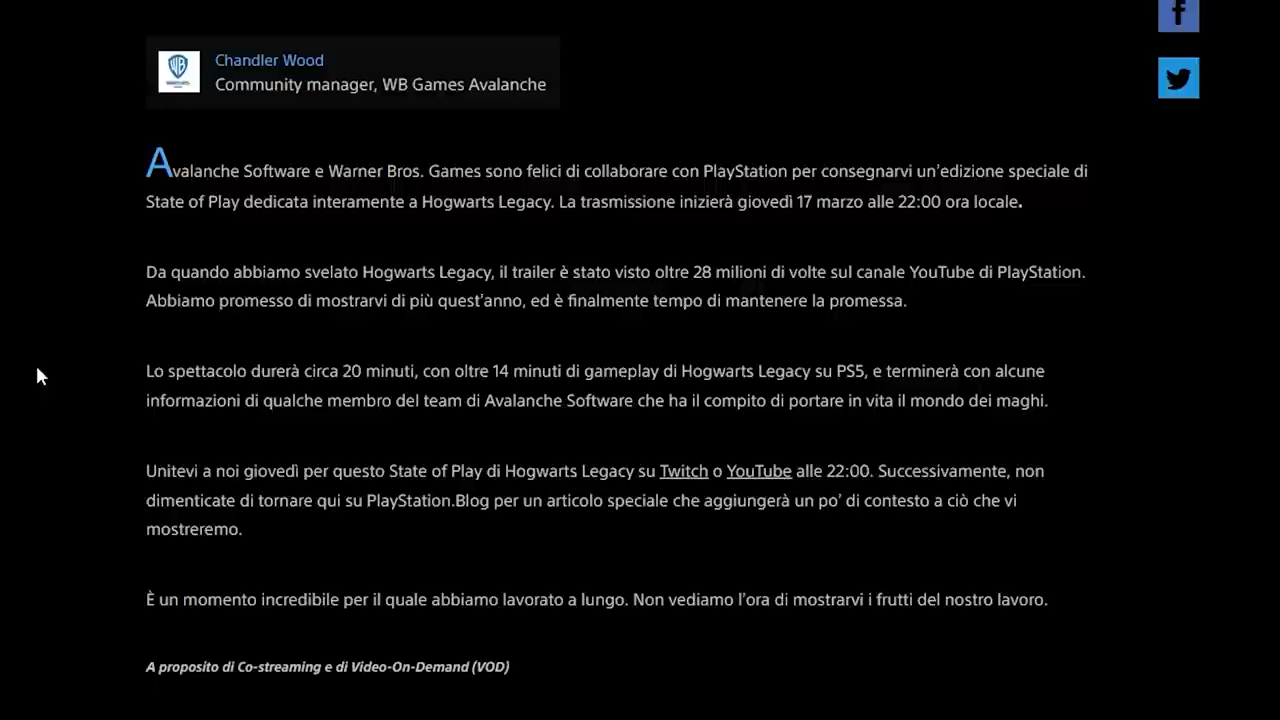 Chandler Wood
Community manager, WB Games Avalanche
Avalanche Software e Warner Bros. Games sono felici di collaborare con PlayStation per consegnarvi un'edizione speciale di
State of Play dedicata interamente a Hogwarts Legacy. La trasmissione inizierà giovedì 17 marzo alle 22:00 ora locale.
Da quando abbiamo svelato Hogwarts Legacy, il trailer è stato visto oltre 28 milioni di volte sul canale YouTube di PlayStation.
Abbiamo promesso di mostrarvi di più quest'anno, ed è finalmente tempo di mantenere la promessa.
Lo spettacolo durerà circa 20 minuti, con oltre 14 minuti di gameplay di Hogwarts Legacy su PS5, e terminerà con alcune
informazioni di qualche membro del team di Avalanche Software che ha il compito di portare in vita il mondo dei maghi.
Unitevi a noi giovedì per questo State of Play di Hogwarts Legacy su Twitch o YouTube alle 22:00. Successivamente, non
dimenticate di tornare qui su PlayStation.Blog per un articolo speciale che aggiungerà un po' di contesto a ciò che vi
mostreremo.
È un momento incredibile per il quale abbiamo lavorato a lungo. Non vediamo l'ora di mostrarvi i frutti del nostro lavoro.
A proposito di Co-streaming e di Video-On-Demand (VOD)